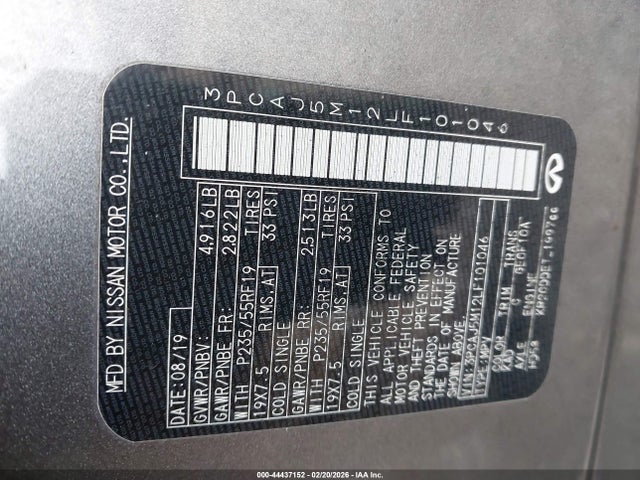 MFD BY NISSAN MOTOR CO.,LTD.
3PCAJ5M12LF101046
DATE: 08/19
GVWR/PNBV: 4,916LB
GAWR/PNBE FR: 2,822LB
WITH P235/55RF19 TIRES
19X7.5 RIMS.AT 33 PSI
COLD SINGLE
GAWR/PNBE RR: 2,513LB
WITH P235/55RF19 TIRES
19X7.5 RIMS.AT 33 PSI
COLD SINGLE
THIS VEHICLE CONFORMS TO
ALL APPLICABLE FEDERAL
MOTOR VEHICLE SAFETY
AND THEFT PREVENTION
STANDARDS IN EFFECT ON
THE DATE OF MANUFACTURE
SHOWN ABOVE.
V.I.N: 3PCAJ5M12LF101046
TYPE: MPV
COLOR TRIM TRANS
KAD G
AXLE ENGINE
000-44437152 - 02/20/2026 - IAA Inc.